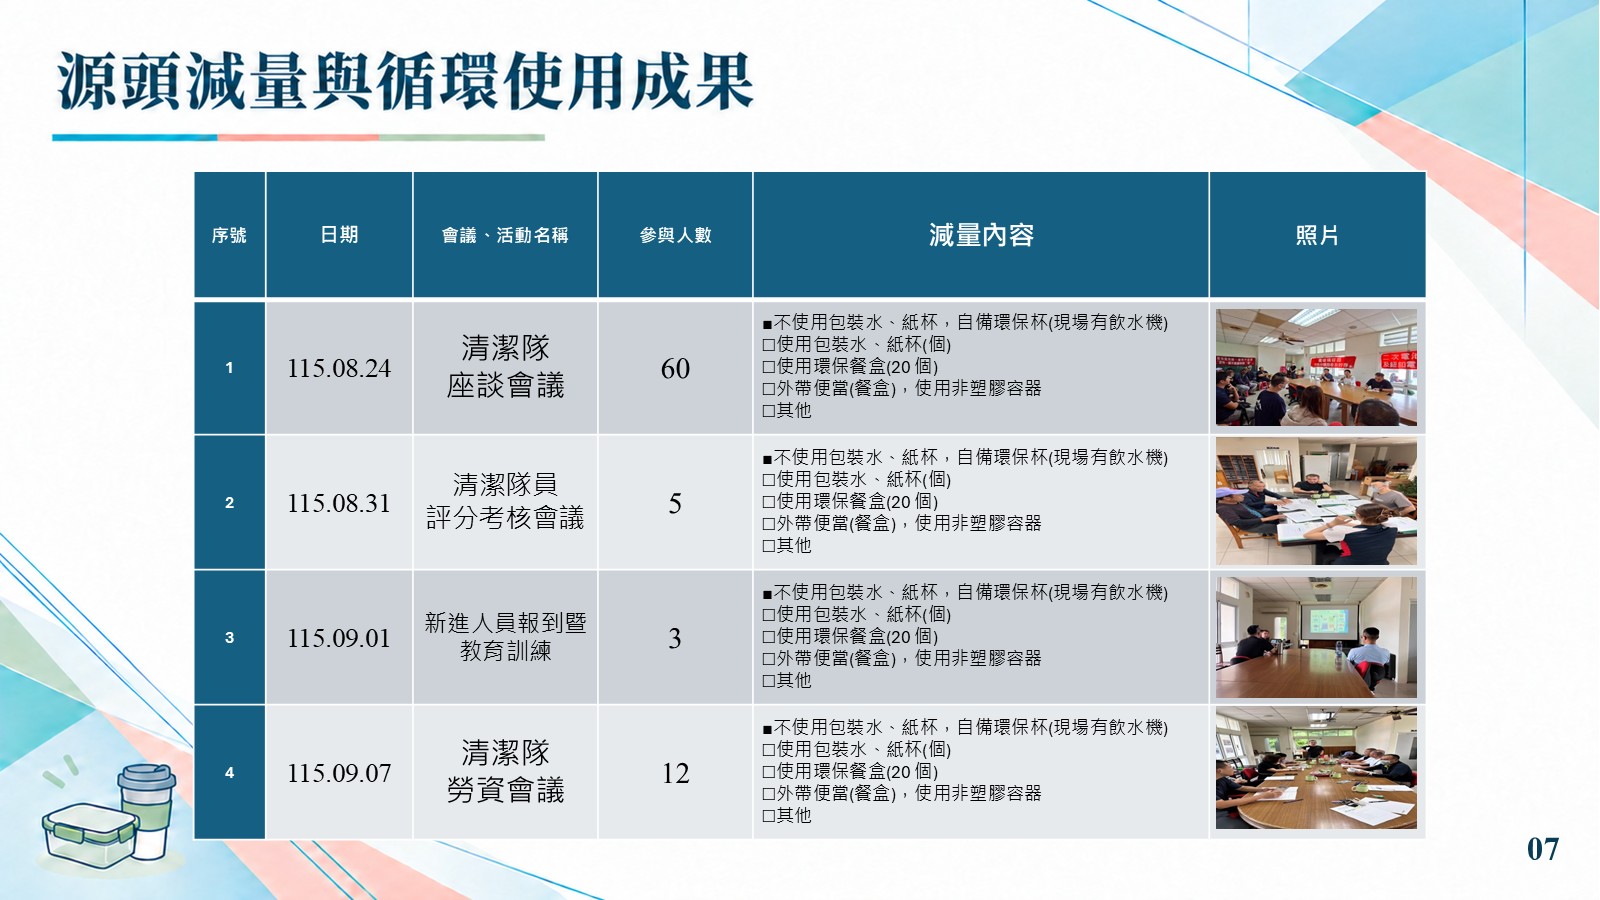 源頭減量與循環使用成果
序號 日期 會議、活動名稱 參與人數 減量內容 照片
1 115.08.24 清潔隊
座談會議 60
■不使用包裝水、紙杯，自備環保杯(現場有飲水機)
□使用包裝水、紙杯(個)
□使用環保餐盒(20 個)
□外帶便當(餐盒)，使用非塑膠容器
□其他
2 115.08.31 清潔隊員
評分考核會議 5
■不使用包裝水、紙杯，自備環保杯(現場有飲水機)
□使用包裝水、紙杯(個)
□使用環保餐盒(20 個)
□外帶便當(餐盒)，使用非塑膠容器
□其他
3 115.09.01 新進人員報到暨
教育訓練 3
■不使用包裝水、紙杯，自備環保杯(現場有飲水機)
□使用包裝水、紙杯(個)
□使用環保餐盒(20 個)
□外帶便當(餐盒)，使用非塑膠容器
□其他
4 115.09.07 清潔隊
勞資會議 12
■不使用包裝水、紙杯，自備環保杯(現場有飲水機)
□使用包裝水、紙杯(個)
□使用環保餐盒(20 個)
□外帶便當(餐盒)，使用非塑膠容器
□其他
07